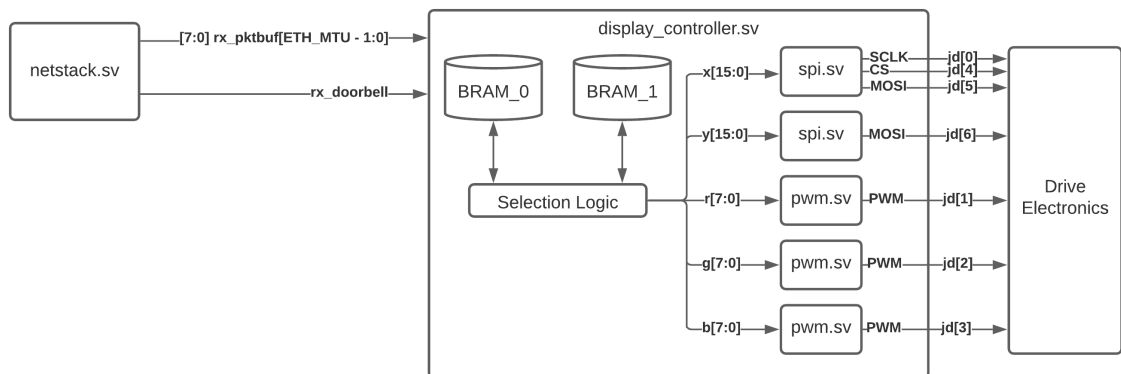 display_controller.sv
netstack.sv
[7:0] rx_pktbuf[ETH_MTU - 1:0]
rx_doorbell
BRAM_0
BRAM_1
Selection Logic
x[15:0]
spi.sv
SCLK
jd[0]
CS
jd[4]
MOSI
jd[5]
y[15:0]
spi.sv
MOSI
jd[6]
r[7:0]
pwm.sv
PWM
jd[1]
g[7:0]
pwm.sv
PWM
jd[2]
b[7:0]
pwm.sv
PWM
jd[3]
Drive
Electronics